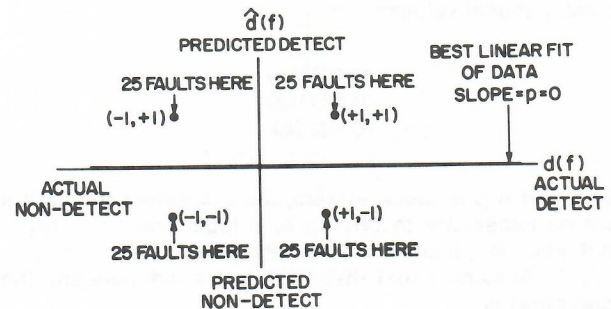 d̂(f)
PREDICTED DETECT
BEST LINEAR FIT
OF DATA
SLOPE=p=0
25 FAULTS HERE
25 FAULTS HERE
(-1,+1)
(+1,+1)
d(f)
ACTUAL
DETECT
ACTUAL
NON-DETECT
(-1,-1)
(+1,-1)
25 FAULTS HERE
25 FAULTS HERE
PREDICTED
NON-DETECT